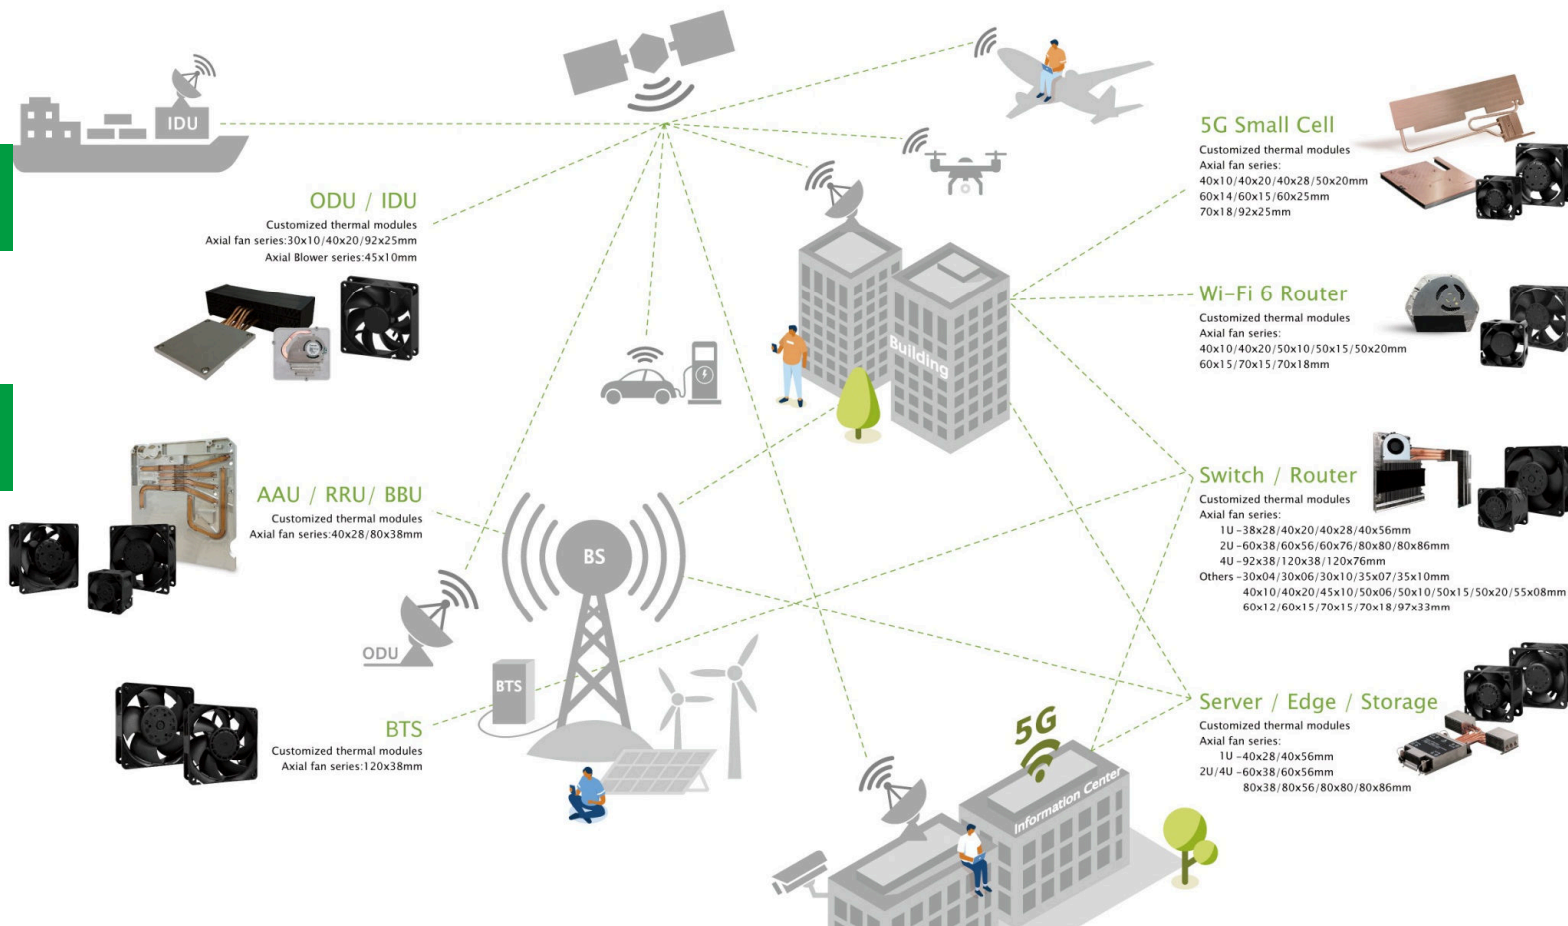 IDU
ODU / IDU
Customized thermal modules
Axial fan series:30x10/40x20/92x25mm
Axial Blower series:45x10mm
AAU / RRU/ BBU
Customized thermal modules
Axial fan series:40x28/80x38mm
BTS
Customized thermal modules
Axial fan series:120x38mm
ODU
BTS
BS
Building
5G
Information Center
5G Small Cell
Customized thermal modules
Axial fan series:
40x10/40x20/40x28/50x20mm
60x14/60x15/60x25mm
70x18/92x25mm
Wi-Fi 6 Router
Customized thermal modules
Axial fan series:
40x10/40x20/50x10/50x15/50x20mm
60x15/70x15/70x18mm
Switch / Router
Customized thermal modules
Axial fan series:
1U -38x28/40x20/40x28/40x56mm
2U -60x38/60x56/60x76/80x80/80x86mm
4U -92x38/120x38/120x76mm
Others -30x04/30x06/30x10/35x07/35x10mm
40x10/40x20/45x10/50x06/50x10/50x15/50x20/55x08mm
60x12/60x15/70x15/70x18/97x33mm
Server / Edge / Storage
Customized thermal modules
Axial fan series:
1U -40x28/40x56mm
2U/4U -60x38/60x56mm
80x38/80x56/80x80/80x86mm